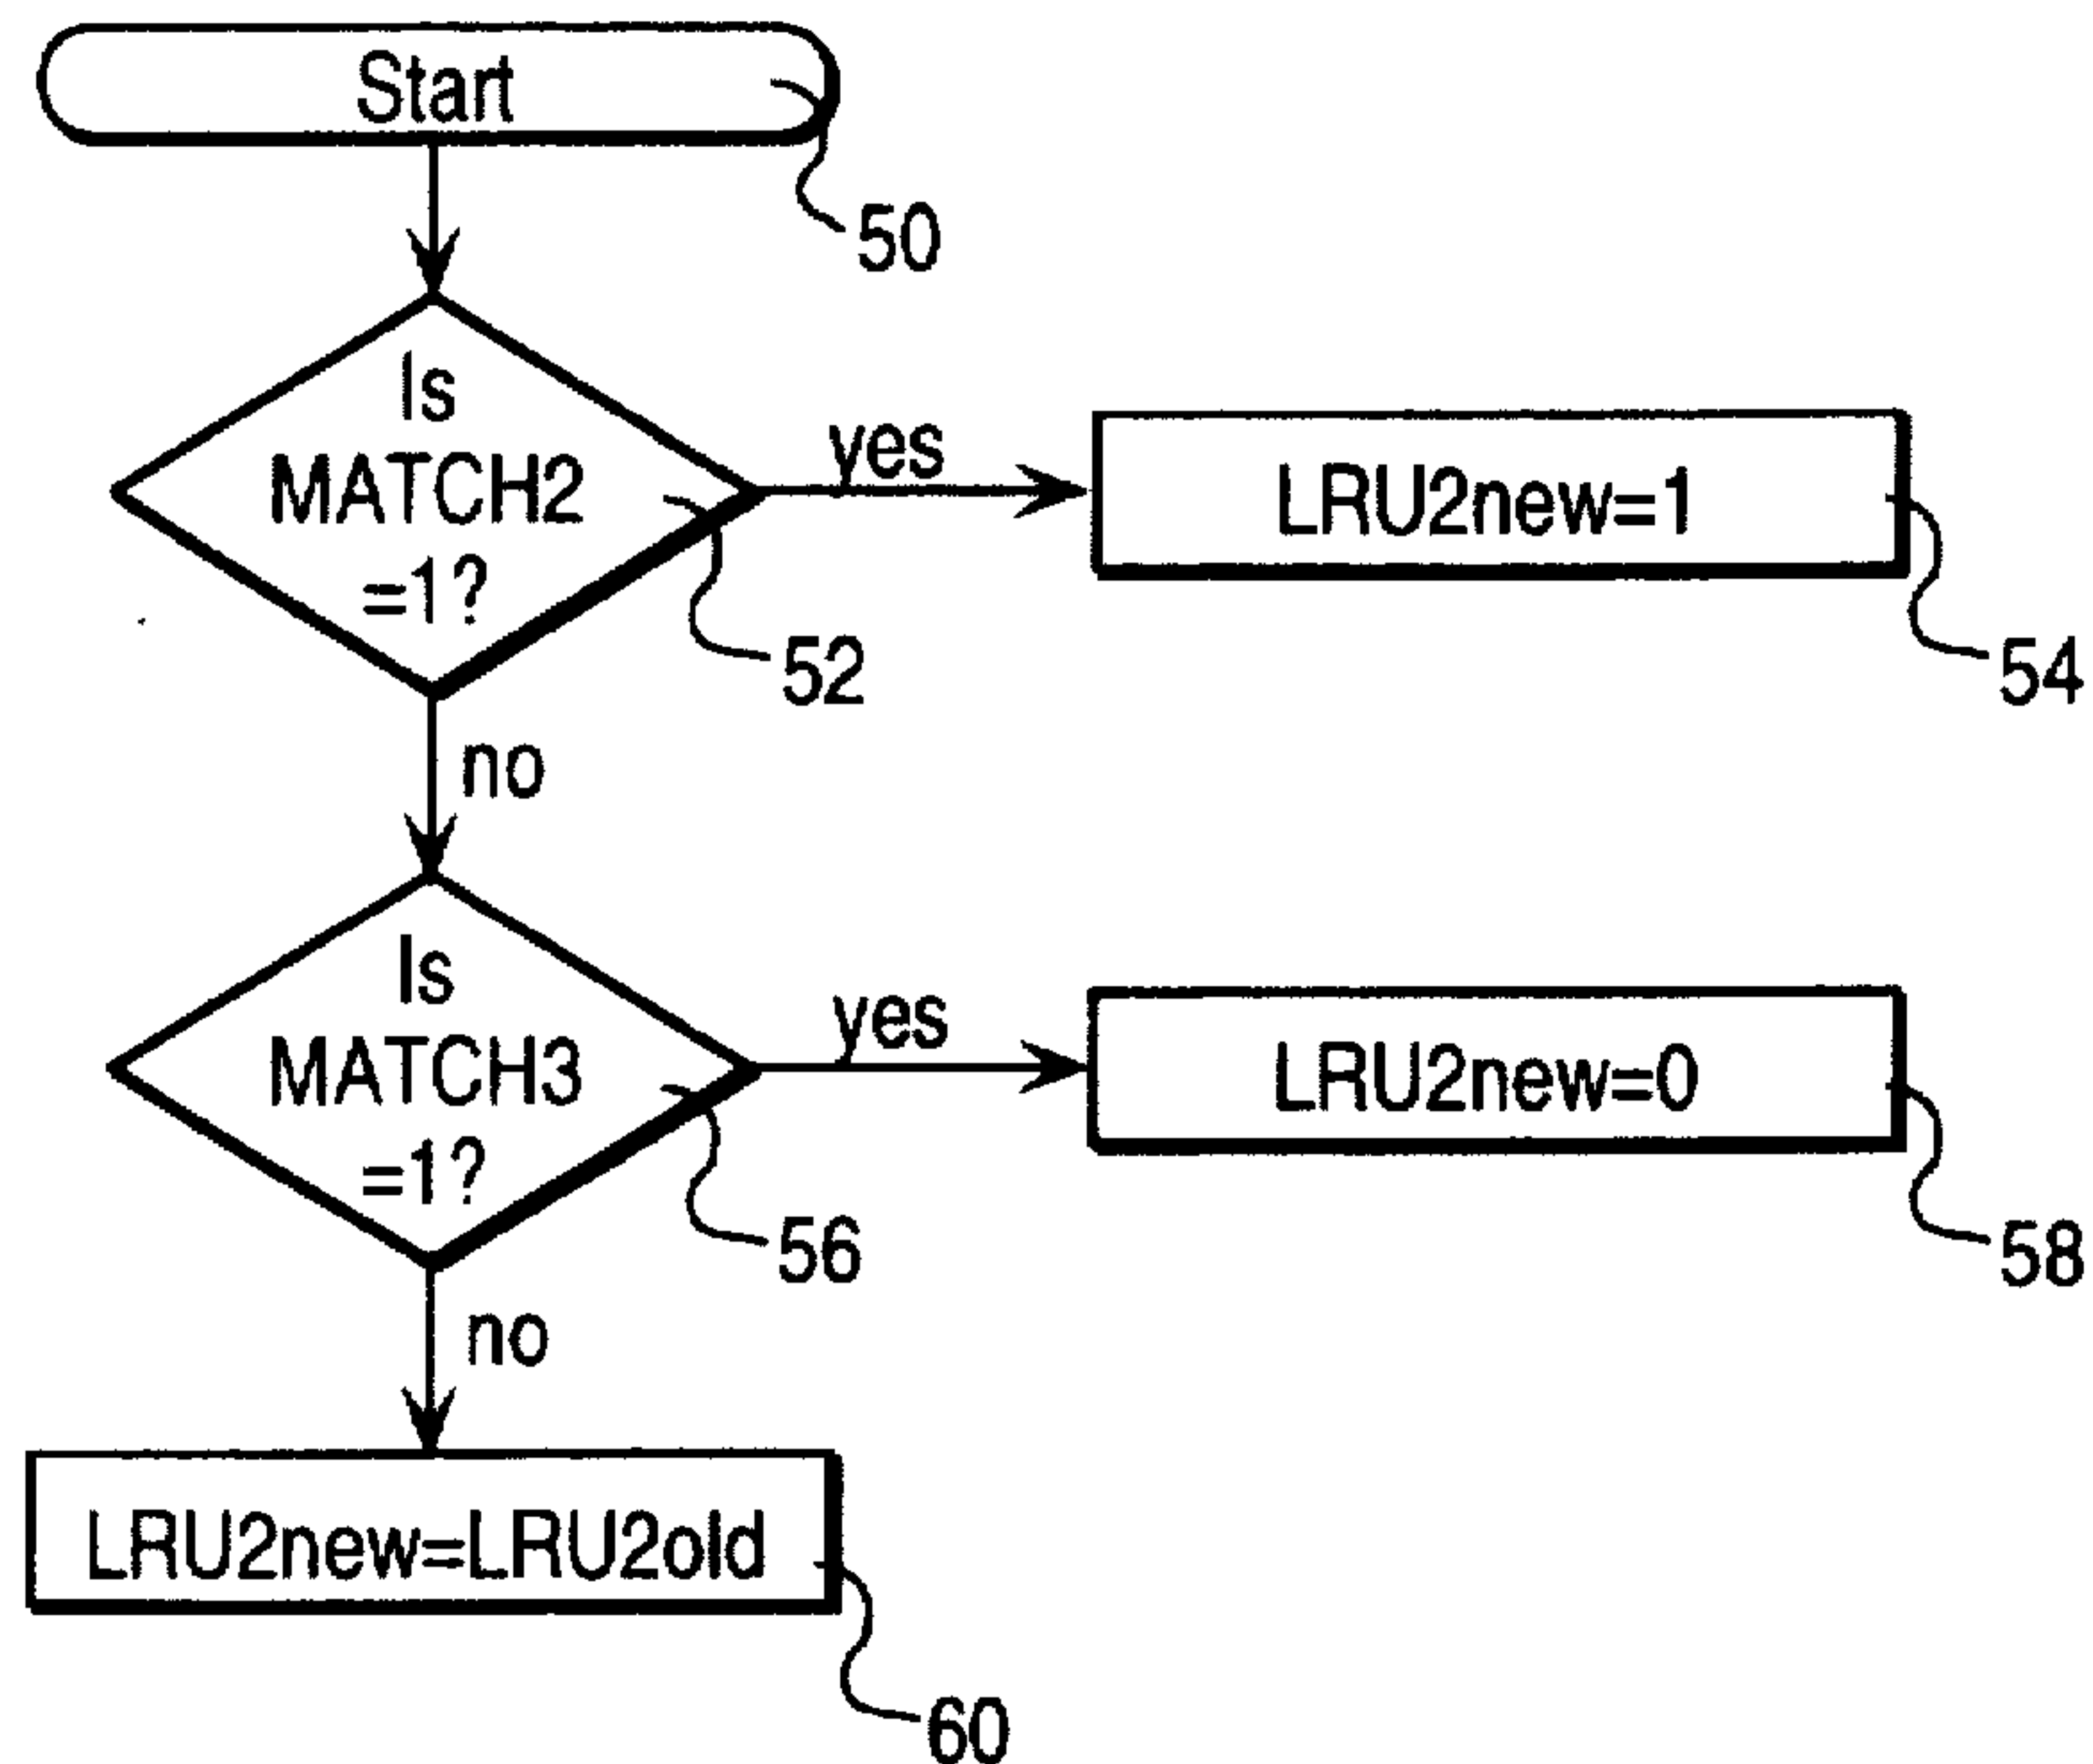 Start
50
Is
MATCH2
=1?
yes
LRU2new=1
52
54
no
Is
MATCH3
=1?
yes
LRU2new=0
56
58
no
LRU2new=LRU2old
60